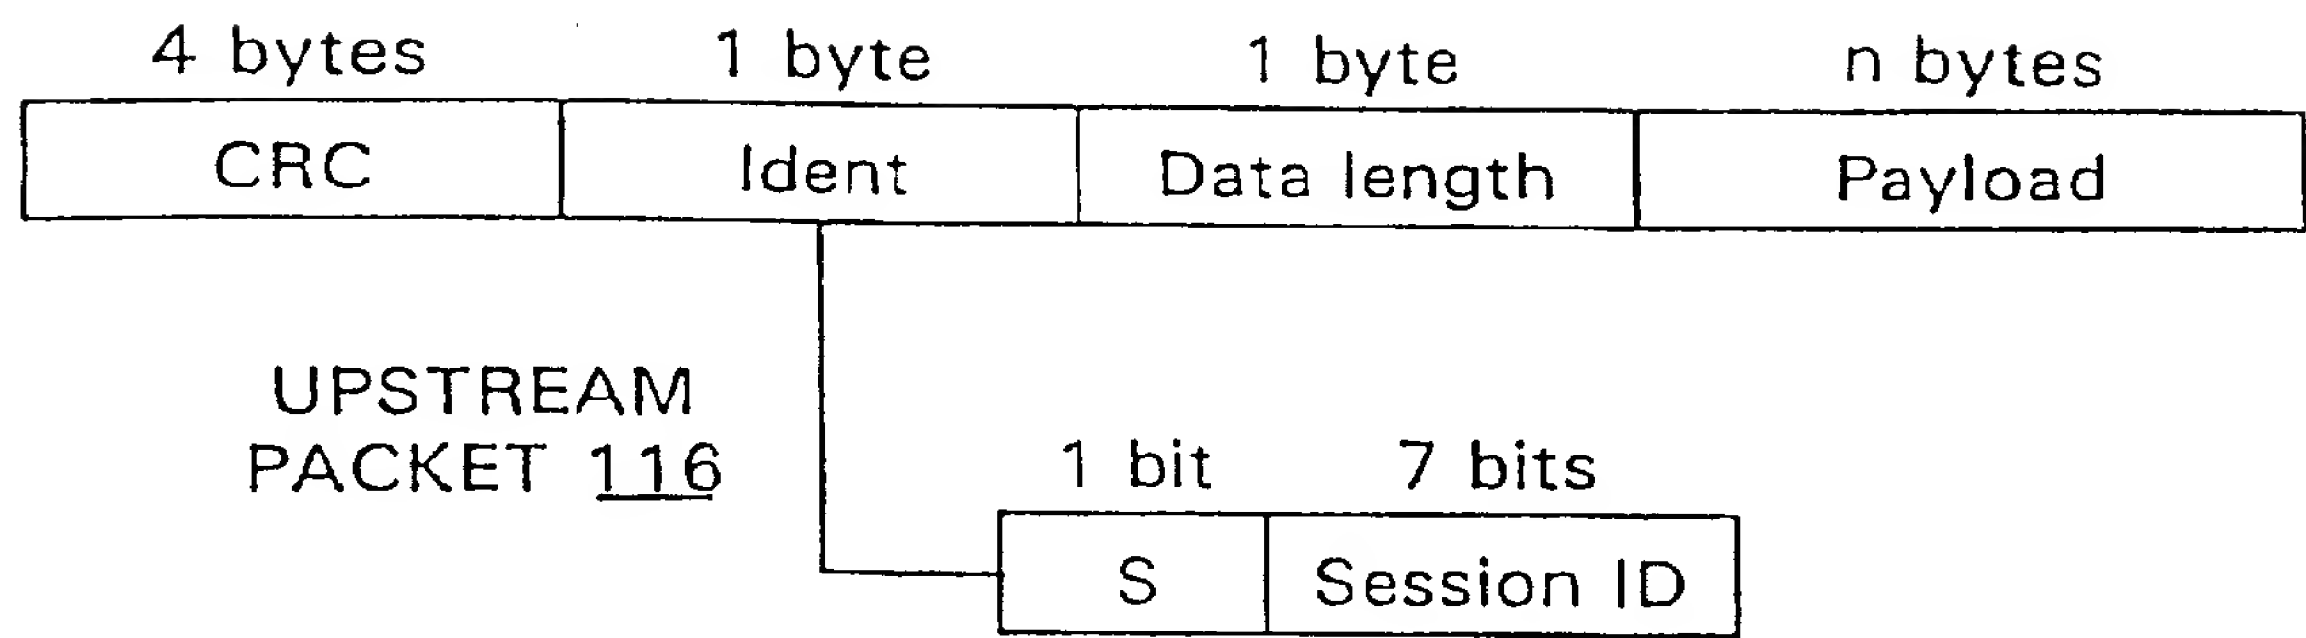 4 bytes 1 byte 1 byte n bytes
CRC Ident Data length Payload
UPSTREAM
PACKET 116
1 bit 7 bits
S Session ID